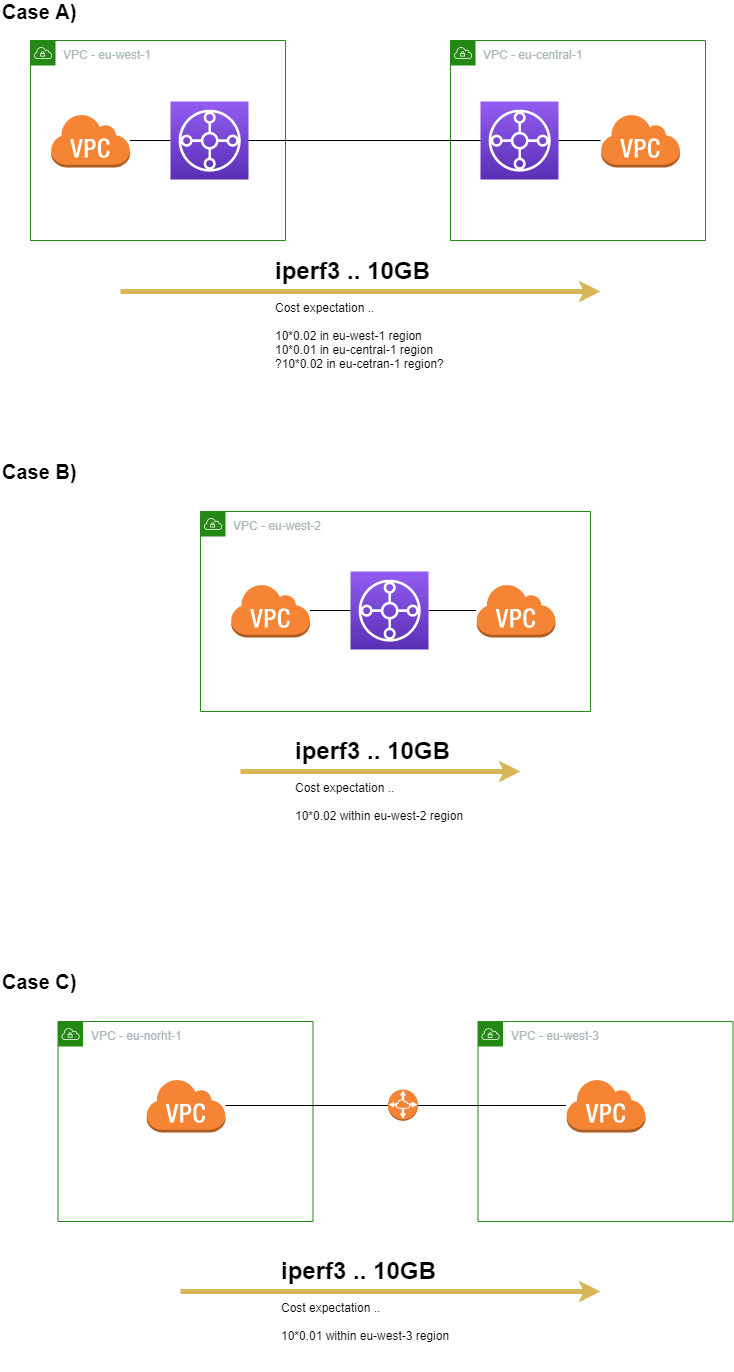 Case A)
VPC - eu-west-1
VPC - eu-central-1
VPC
VPC
iperf3 .. 10GB
Cost expectation ..
10*0.02 in eu-west-1 region
10*0.01 in eu-central-1 region
?10*0.02 in eu-cetran-1 region?
Case B)
VPC - eu-west-2
VPC
VPC
iperf3 .. 10GB
Cost expectation ..
10*0.02 within eu-west-2 region
Case C)
VPC - eu-norht-1
VPC - eu-west-3
VPC
VPC
iperf3 .. 10GB
Cost expectation ..
10*0.01 within eu-west-3 region